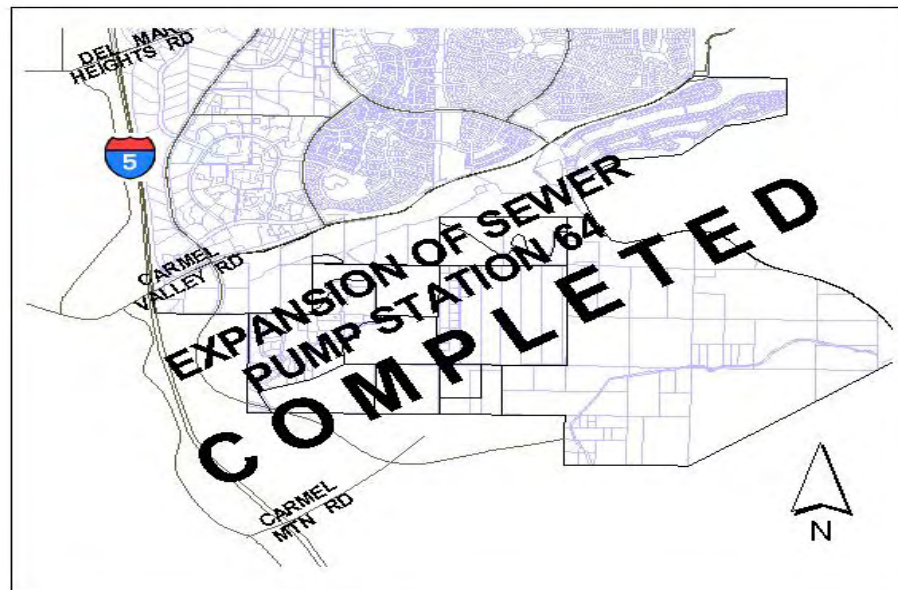 DEL MAR
HEIGHTS RD
5
CARMEL
VALLEY RD
EXPANSION OF SEWER
PUMP STATION 64
COMPLETED
CARMEL
MTN RD
N